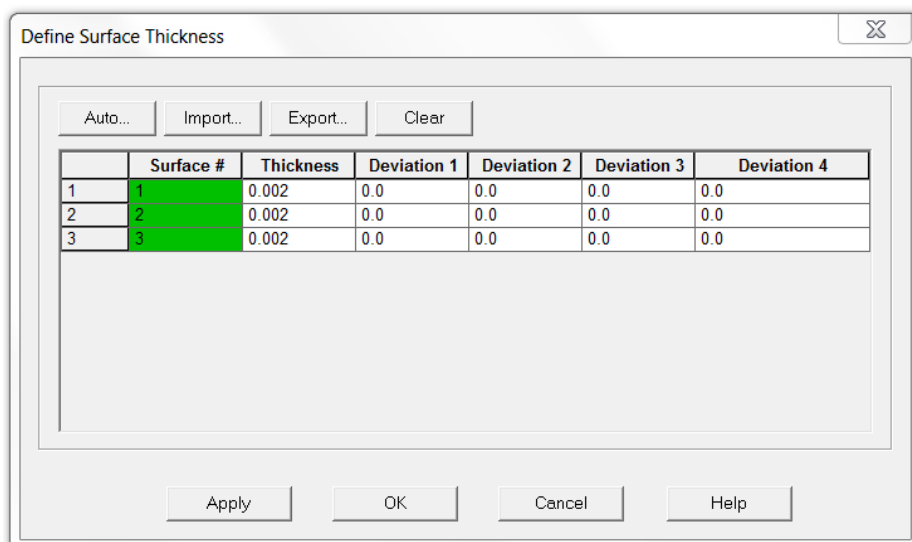 Define Surface Thickness
Auto... Import... Export... Clear
Surface # Thickness Deviation 1 Deviation 2 Deviation 3 Deviation 4
1 1 0.002 0.0 0.0 0.0 0.0
2 2 0.002 0.0 0.0 0.0 0.0
3 3 0.002 0.0 0.0 0.0 0.0
Apply OK Cancel Help